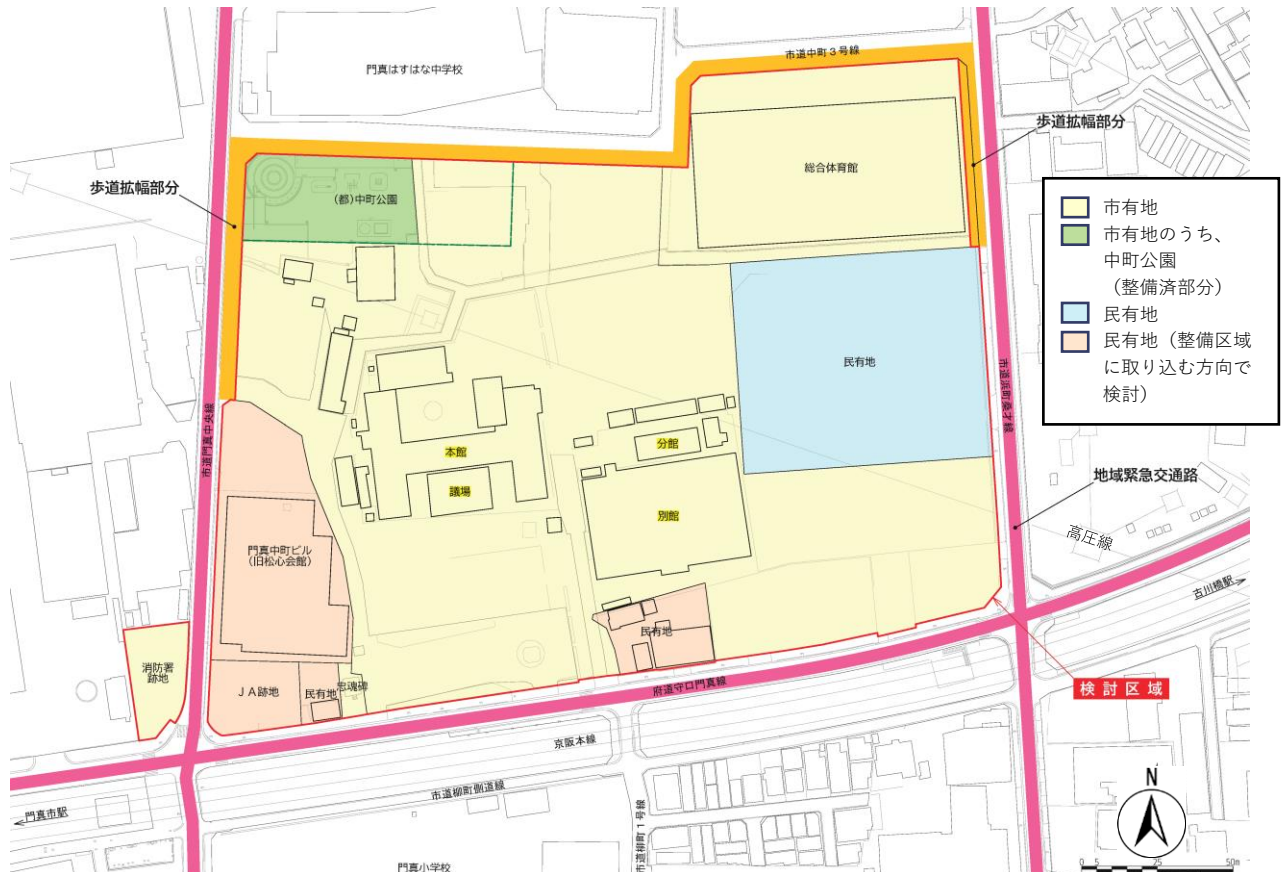 門真はすはな中学校
市道中町3号線
歩道拡幅部分
総合体育館
歩道拡幅部分
(都)中町公園
市有地
市有地のうち、
中町公園
（整備済部分）
民有地
民有地（整備区域
に取り込む方向で
検討）
民有地
市道浜町桑才線
市道門真中央線
本館
議場
分館
別館
地域緊急交通路
高圧線
古川橋駅
門真中町ビル
(旧松心会館)
民有地
消防署
跡地
JA跡地
民有地
忠魂碑
府道守口門真線
検討区域
京阪本線
市道柳町側道線
市道柳町1号線
門真市駅
門真小学校
N
0 5 25 50m